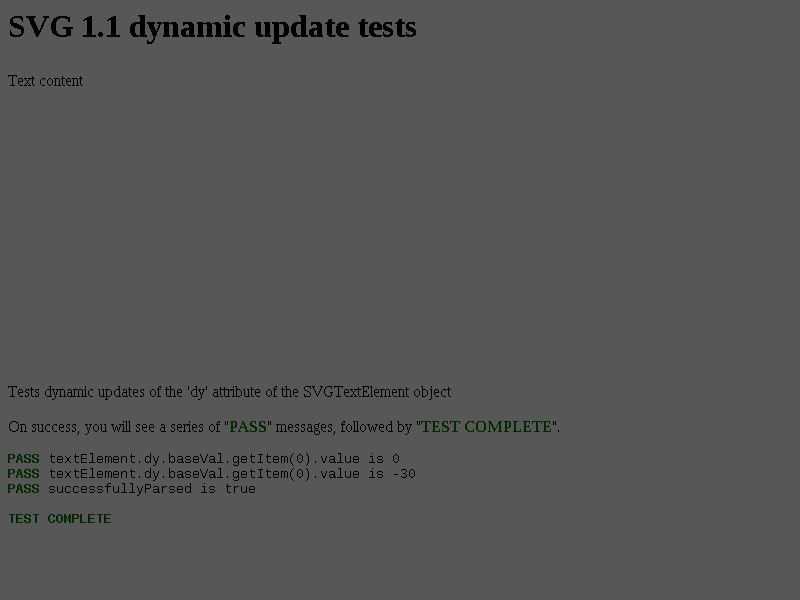 SVG 1.1 dynamic update tests
Text content
Tests dynamic updates of the 'dy' attribute of the SVGTextElement object
On success, you will see a series of "PASS" messages, followed by "TEST COMPLETE".
PASS textElement.dy.baseVal.getItem(0).value is 0
PASS textElement.dy.baseVal.getItem(0).value is -30
PASS successfullyParsed is true
TEST COMPLETE